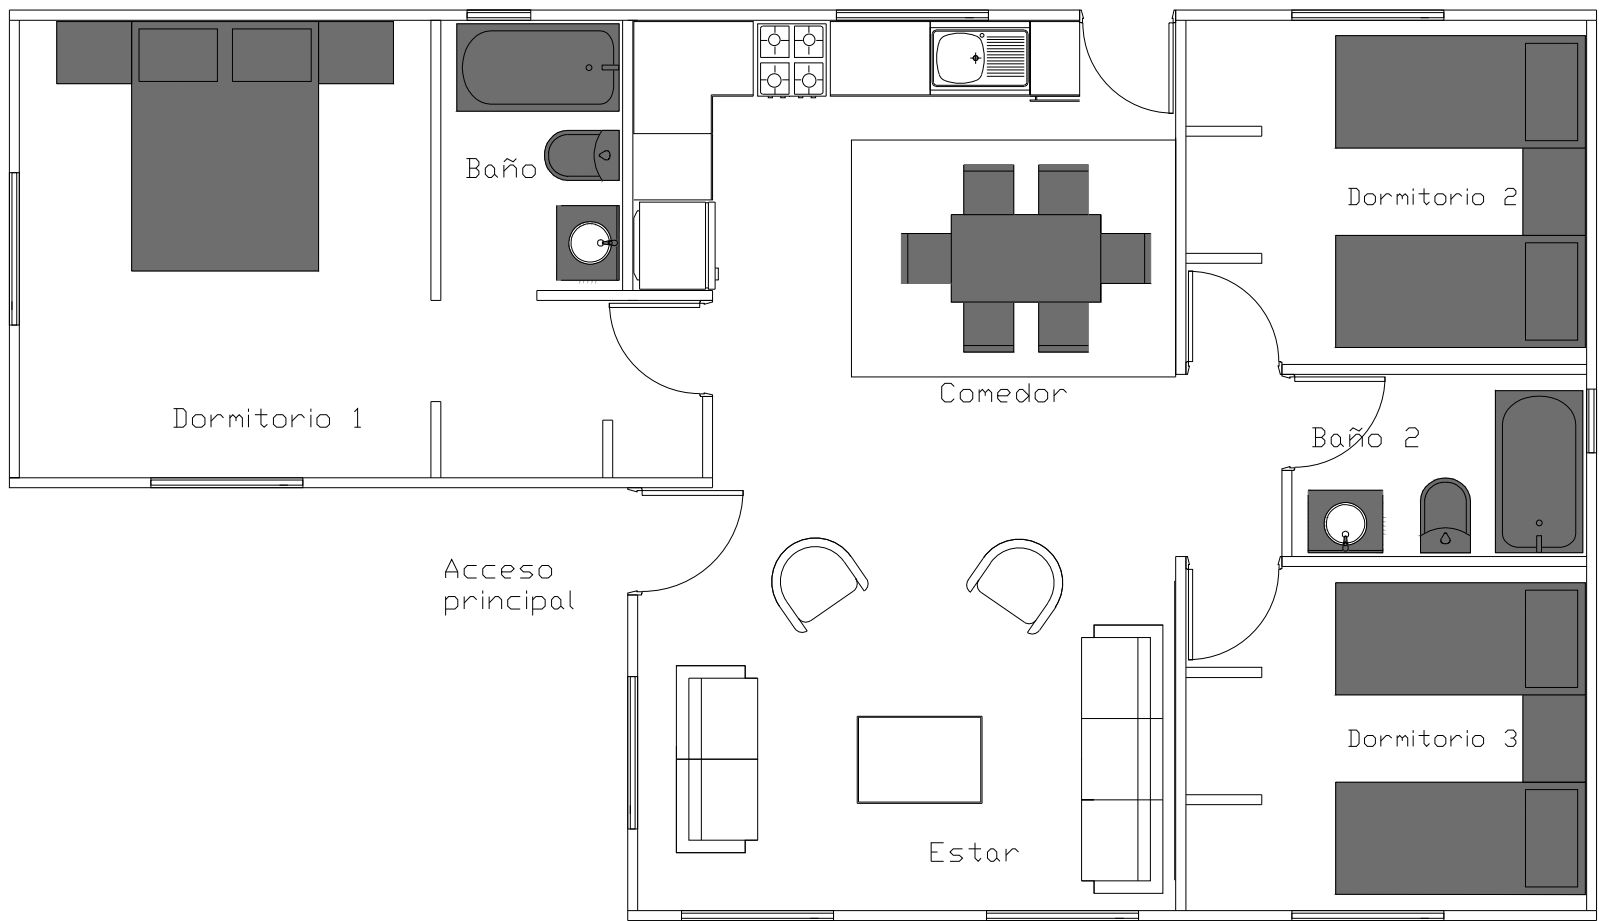 Baño
Dormitorio 2
Comedor
Dormitorio 1
Baño 2
Acceso
principal
Dormitorio 3
Estar